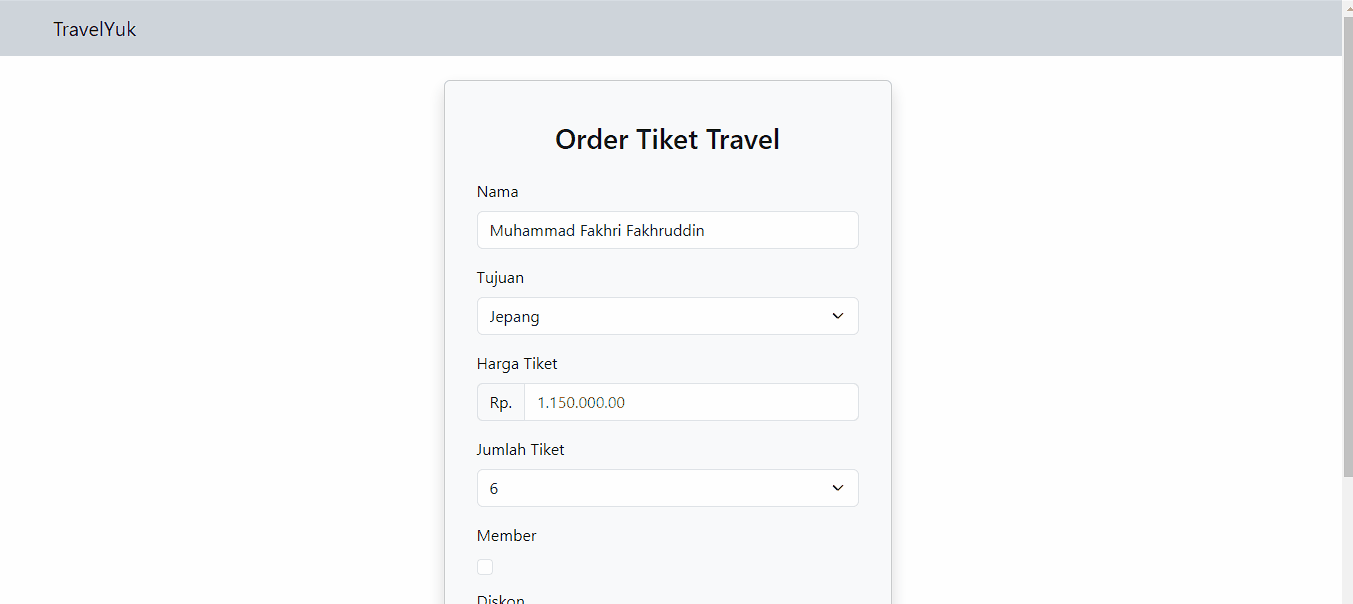 TravelYuk
Order Tiket Travel
Nama
Muhammad Fakhri Fakhruddin
Tujuan
Jepang
Harga Tiket
Rp. 1.150.000.00
Jumlah Tiket
6
Member
Diskon